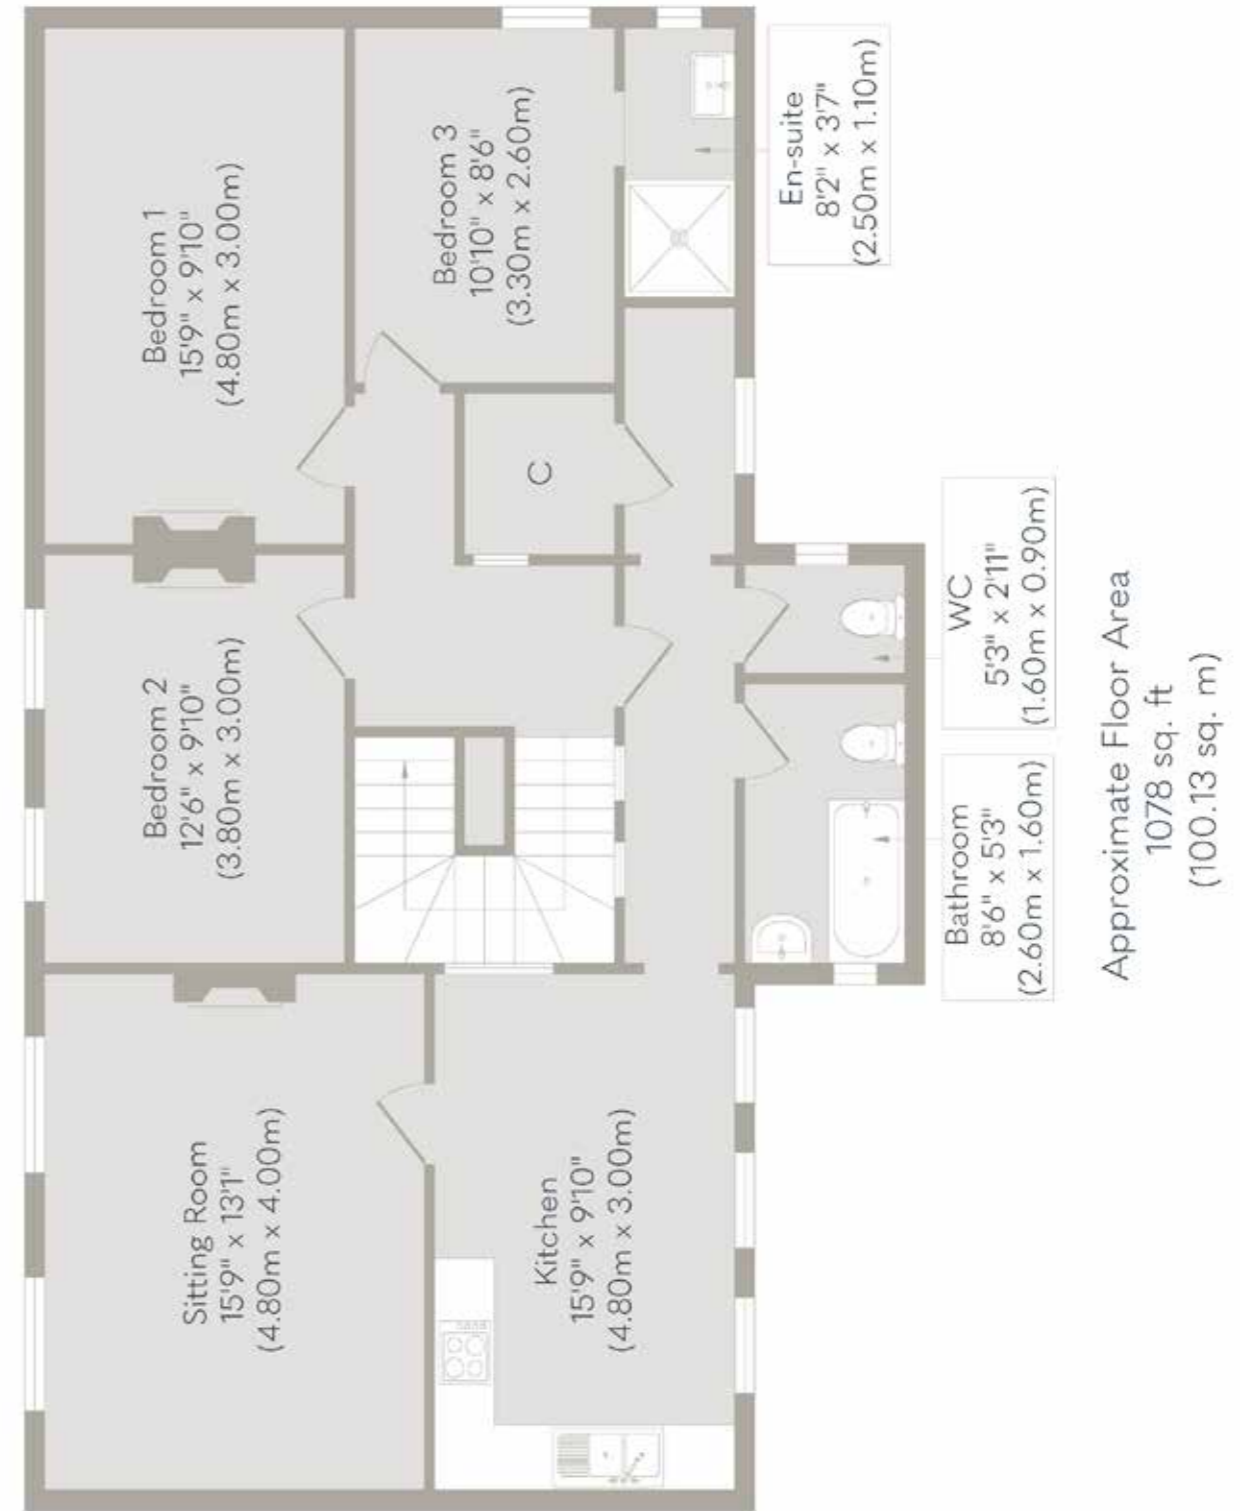 Sitting Room
15'9" x 13'1"
(4.80m x 4.00m)
Bedroom 2
12'6" x 9'10"
(3.80m x 3.00m)
Bedroom 1
15'9" x 9'10"
(4.80m x 3.00m)
Bedroom 3
10'10" x 8'6"
(3.30m x 2.60m)
C
Kitchen
15'9" x 9'10"
(4.80m x 3.00m)
En-suite
8'2" x 3'7"
(2.50m x 1.10m)
Bathroom
8'6" x 5'3"
(2.60m x 1.60m)
WC
5'3" x 2'11"
(1.60m x 0.90m)
Approximate Floor Area
1078 sq. ft
(100.13 sq. m)